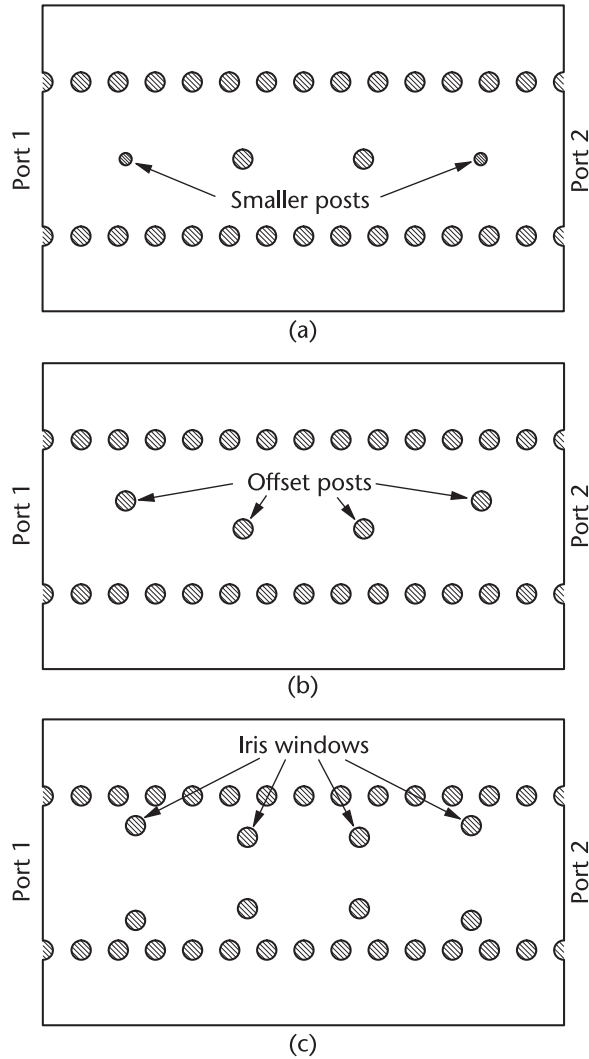 Port 1
Port 2
Smaller posts
(a)
Port 1
Port 2
Offset posts
(b)
Iris windows
Port 1
Port 2
(c)